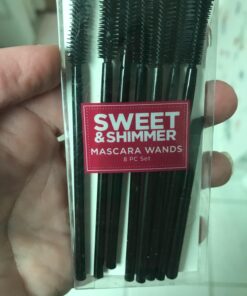 SWEET
& SHIMMER
MASCARA WANDS
8 PC Set